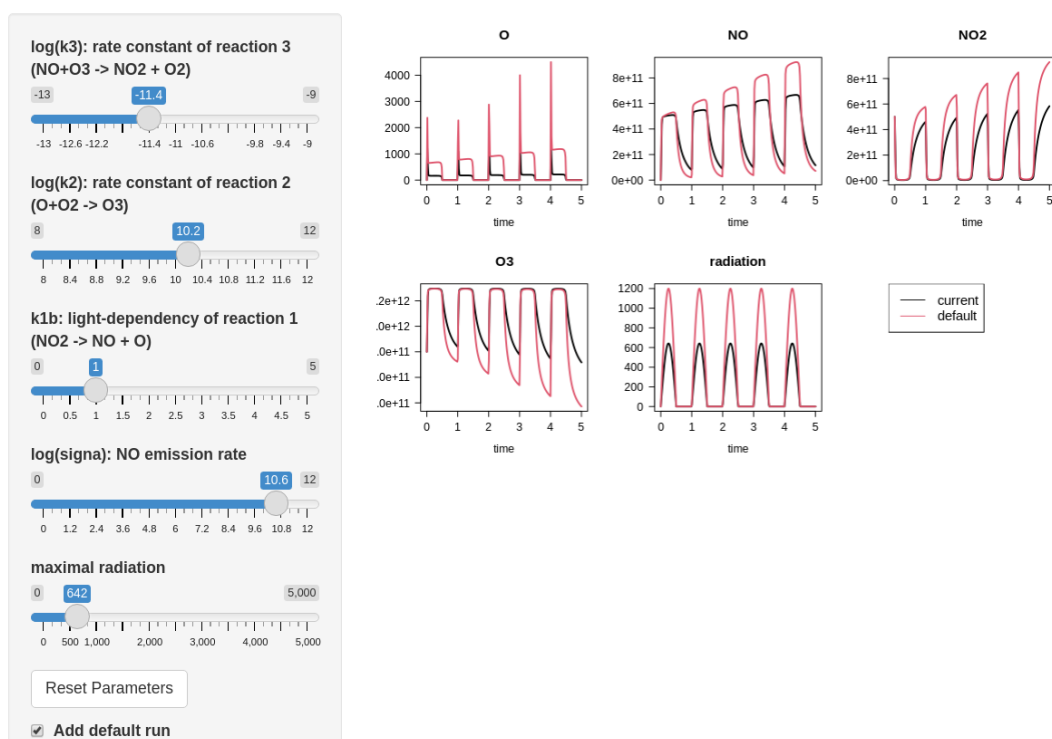 log(k3): rate constant of reaction 3
(NO+O3 -> NO2 + O2)
-13 -11.4 -9
-13 -12.6 -12.2 -11.4 -11 -10.6 -9.8 -9.4 -9
log(k2): rate constant of reaction 2
(O+O2 -> O3)
8 10.2 12
8 8.4 8.8 9.2 9.6 10 10.4 10.8 11.2 11.6 12
k1b: light-dependency of reaction 1
(NO2 -> NO + O)
0 1 5
0 0.5 1 1.5 2 2.5 3 3.5 4 4.5 5
log(signa): NO emission rate
0 10.6 12
0 1.2 2.4 3.6 4.8 6 7.2 8.4 9.6 10.8 12
maximal radiation
0 642 5,000
0 500 1,000 2,000 3,000 4,000 5,000
Reset Parameters
Add default run
O
4000
3000
2000
1000
0
0 1 2 3 4 5
time
NO
8e+11
6e+11
4e+11
2e+11
0e+00
0 1 2 3 4 5
time
NO2
8e+11
6e+11
4e+11
2e+11
0e+00
0 1 2 3 4 5
time
O3
.2e+12
.0e+12
.0e+11
.0e+11
.0e+11
0 1 2 3 4 5
time
radiation
1200
1000
800
600
400
200
0
0 1 2 3 4 5
time
current
default